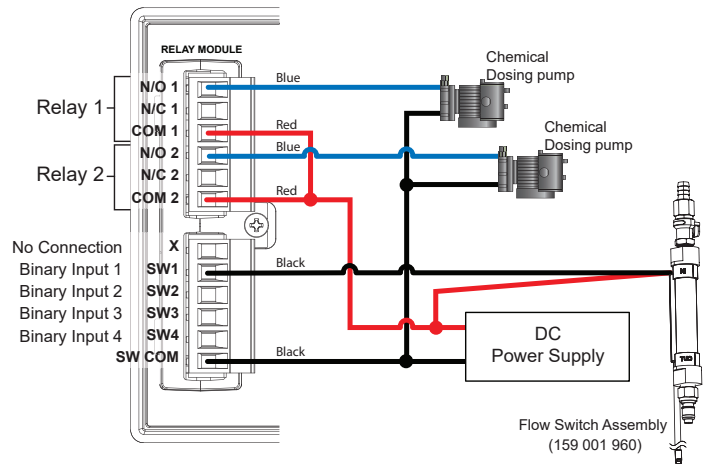 RELAY MODULE
Relay 1
N/O 1
N/C 1
COM 1
Relay 2
N/O 2
N/C 2
COM 2
Blue
Red
Blue
Red
Chemical
Dosing pump
Chemical
Dosing pump
No Connection
X
Binary Input 1
SW1
Binary Input 2
SW2
Binary Input 3
SW3
Binary Input 4
SW4
SW COM
Black
Black
DC
Power Supply
IN
OUT
Flow Switch Assembly
(159 001 960)